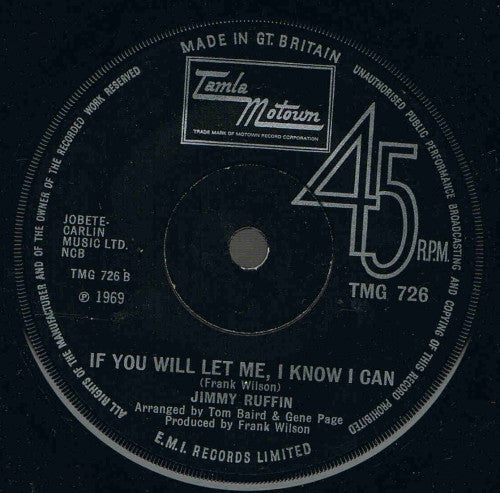 MADE IN GT. BRITAIN
Tamla
Motown
TRADE MARK OF MOTOWN RECORD CORPORATION
UNAUTHORISED PUBLIC PERFORMANCE BROADCASTING AND COPYING OF THIS RECORD PROHIBITED
ALL RIGHTS OF THE MANUFACTURER AND OF THE OWNER OF THE RECORDED WORK RESERVED
45
R.P.M.
TMG 726
JOBETE-
CARLIN
MUSIC LTD.
NCB
TMG 726 B
℗ 1969
IF YOU WILL LET ME, I KNOW I CAN
(Frank Wilson)
JIMMY RUFFIN
Arranged by Tom Baird & Gene Page
Produced by Frank Wilson
E.M.I. RECORDS LIMITED